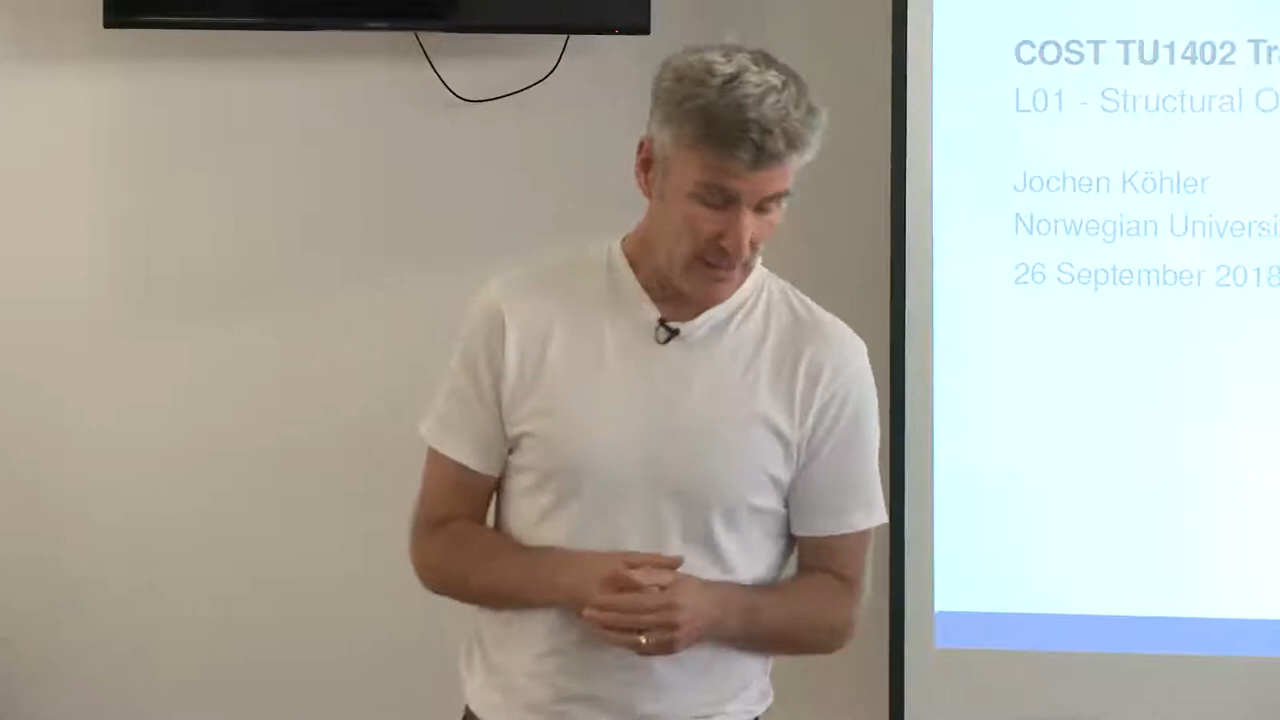 COST TU1402
L01 - Structural
Jochen Köhler
Norwegian
26 September 2018